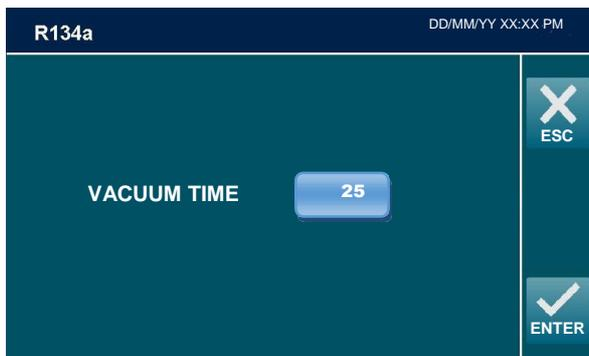 R134a
DD/MM/YY XX:XX PM
ESC
VACUUM TIME 25
ENTER